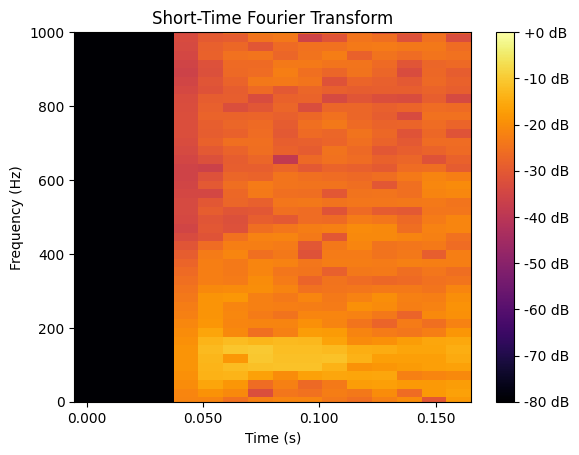 Short-Time Fourier Transform
Frequency (Hz)
1000
800
600
400
200
0
0.000
0.050
0.100
0.150
Time (s)
+0 dB
-10 dB
-20 dB
-30 dB
-40 dB
-50 dB
-60 dB
-70 dB
-80 dB